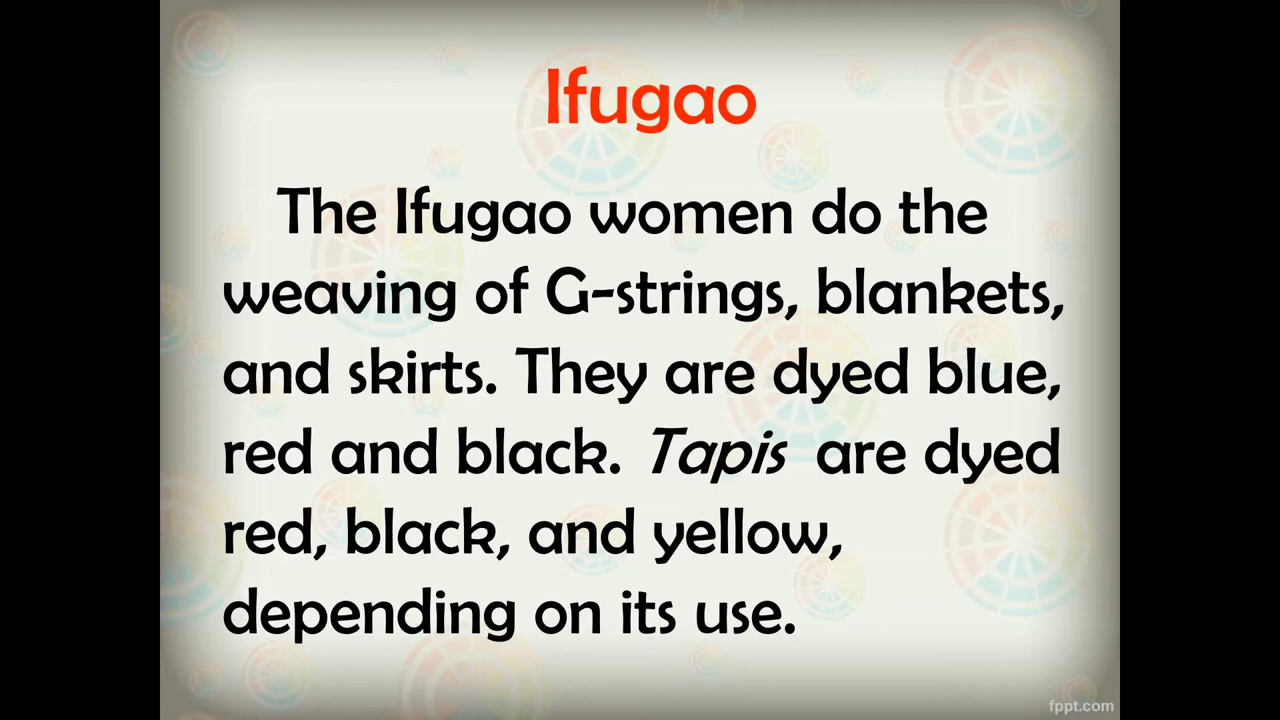 Ifugao
The Ifugao women do the
weaving of G-strings, blankets,
and skirts. They are dyed blue,
red and black. Tapis are dyed
red, black, and yellow,
depending on its use.
fppt.com